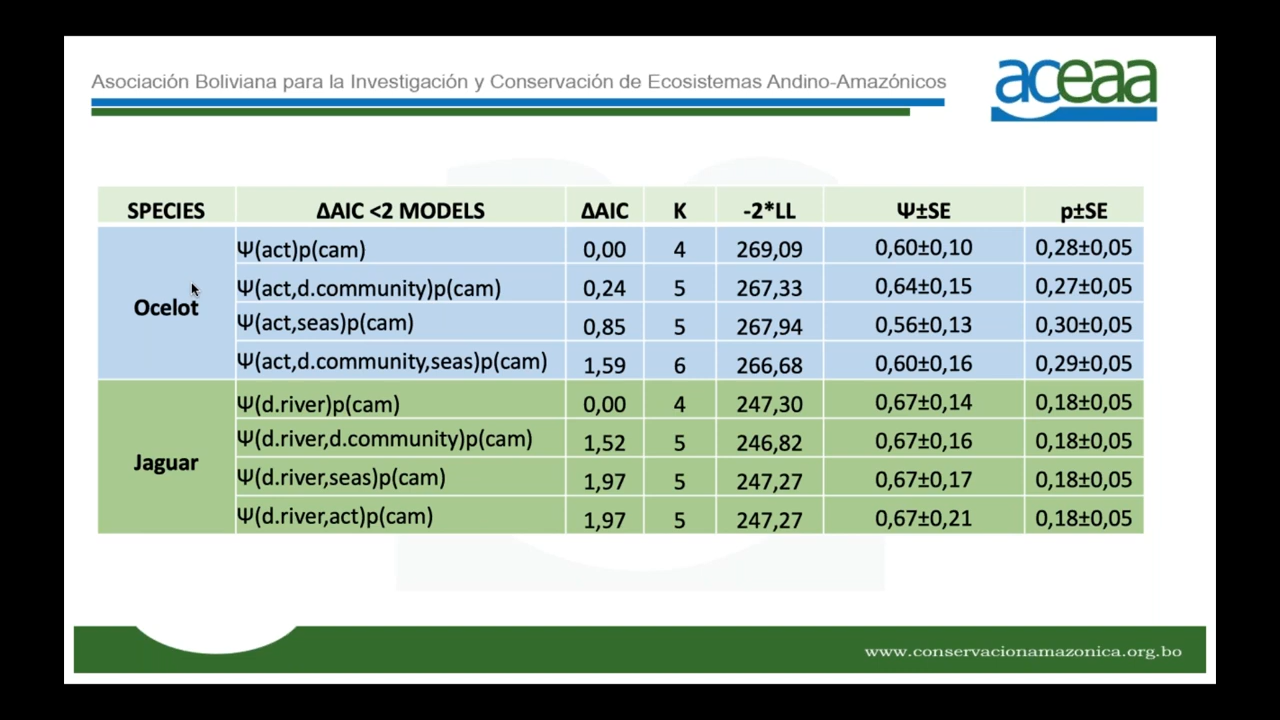 Asociación Boliviana para la Investigación y Conservación de Ecosistemas Andino-Amazónicos
aceaa
SPECIES ΔAIC <2 MODELS ΔAIC K -2*LL Ψ±SE p±SE
Ocelot
Ψ(act)p(cam) 0,00 4 269,09 0,60±0,10 0,28±0,05
Ψ(act,d.community)p(cam) 0,24 5 267,33 0,64±0,15 0,27±0,05
Ψ(act,seas)p(cam) 0,85 5 267,94 0,56±0,13 0,30±0,05
Ψ(act,d.community,seas)p(cam) 1,59 6 266,68 0,60±0,16 0,29±0,05
Jaguar
Ψ(d.river)p(cam) 0,00 4 247,30 0,67±0,14 0,18±0,05
Ψ(d.river,d.community)p(cam) 1,52 5 246,82 0,67±0,16 0,18±0,05
Ψ(d.river,seas)p(cam) 1,97 5 247,27 0,67±0,17 0,18±0,05
Ψ(d.river,act)p(cam) 1,97 5 247,27 0,67±0,21 0,18±0,05
www.conservacionamazonica.org.bo